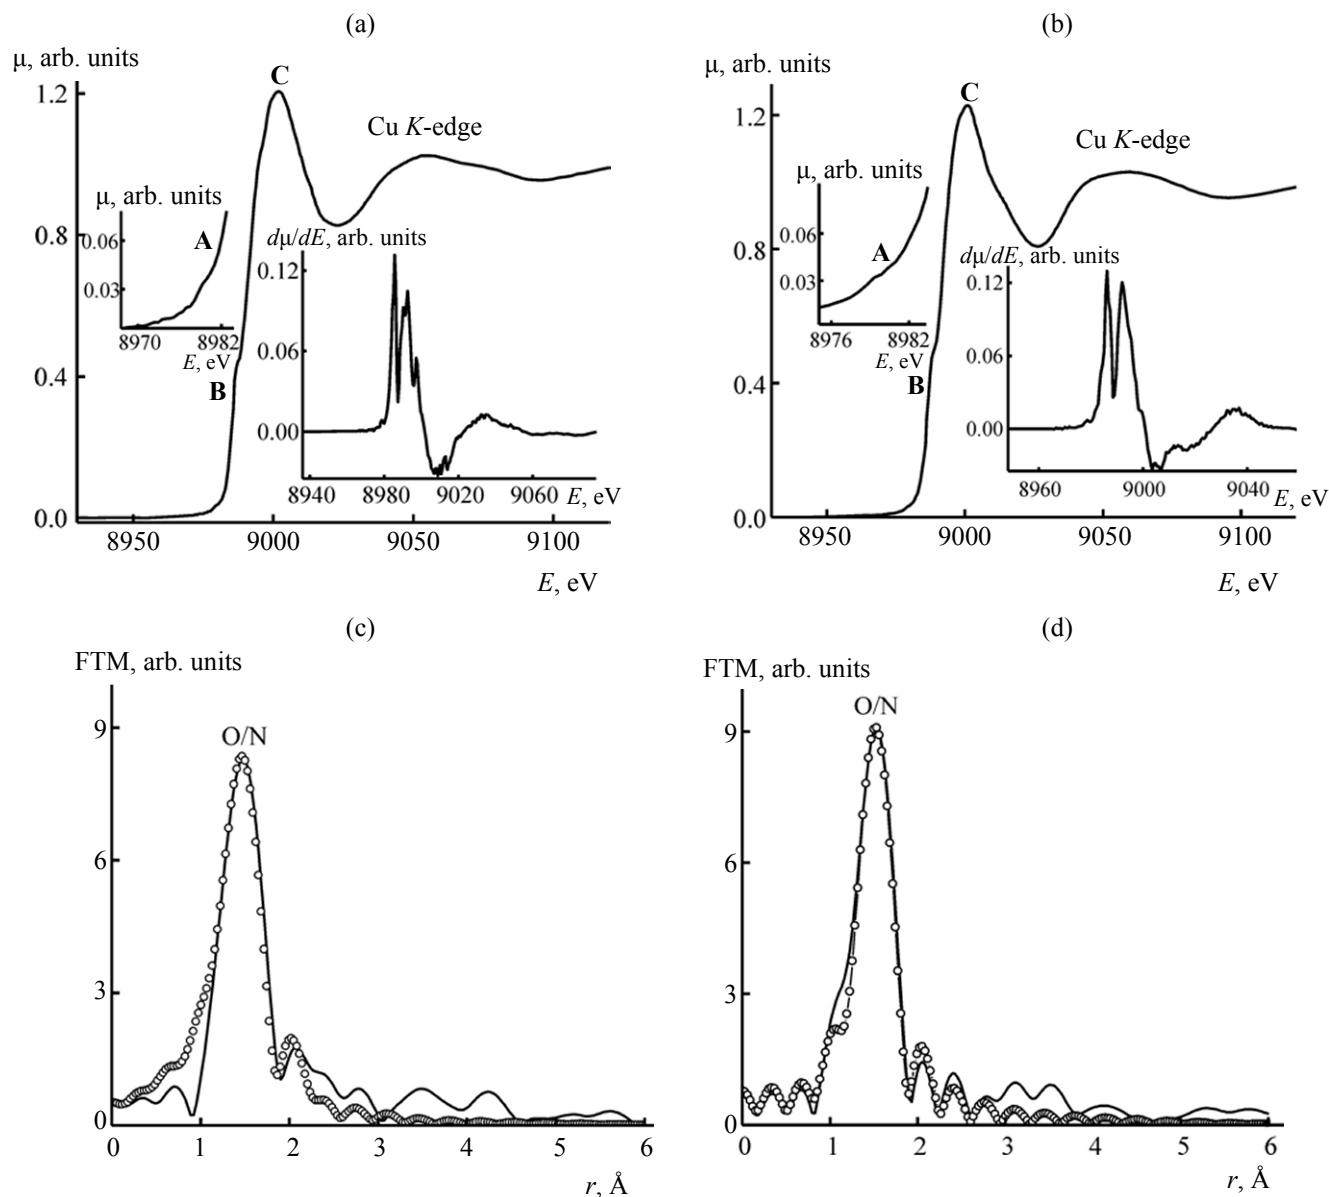 (a)
μ, arb. units
C
1.2
Cu K-edge
μ, arb. units
A
0.06
0.8
dμ/dE, arb. units
0.12
0.03
8970 8982
E, eV
0.06
0.4
B
0.00
8940 8980 9020 9060 E, eV
0.0
8950 9000 9050 9100
E, eV
(b)
μ, arb. units
C
1.2
Cu K-edge
μ, arb. units
0.06
A
0.8
dμ/dE, arb. units
0.12
0.03
8976 8982
E, eV
0.06
0.4
B
0.00
8960 9000 9040
E, eV
0.0
8950 9000 9050 9100
E, eV
(c)
FTM, arb. units
O/N
9
6
3
0
0 1 2 3 4 5 6
r, Å
(d)
FTM, arb. units
O/N
9
6
3
0
0 1 2 3 4 5 6
r, Å